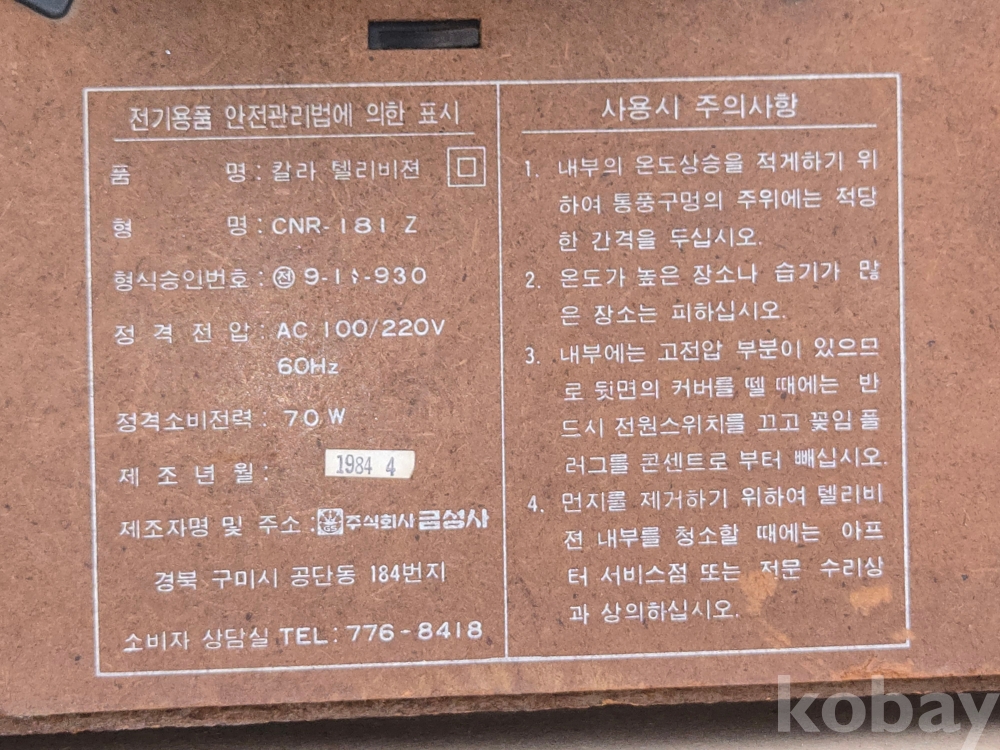 전기용품 안전관리법에 의한 표시
품 명 : 칼라 텔리비젼
형 명 : CNR-181 Z
형식승인번호 : 전 9-1 -930
정 격 전 압 : AC 100/220V
60Hz
정격소비전력 : 70 W
제 조 년 월 : 1984 4
제조자명 및 주소 : GS 주식회사 금성사
경북 구미시 공단동 184번지
소비자 상담실 TEL : 776-8418
사용시 주의사항
1. 내부의 온도상승을 적게하기 위
하여 통풍구멍의 주위에는 적당
한 간격을 두십시오.
2. 온도가 높은 장소나 습기가 많
은 장소는 피하십시오.
3. 내부에는 고전압 부분이 있으므
로 뒷면의 커버를 뗄 때에는 반
드시 전원스위치를 끄고 꽂임 플
러그를 콘센트로 부터 빼십시오.
4. 먼지를 제거하기 위하여 텔리비
젼 내부를 청소할 때에는 아프
터 서비스점 또는 전문 수리상
과 상의하십시오.
kobay